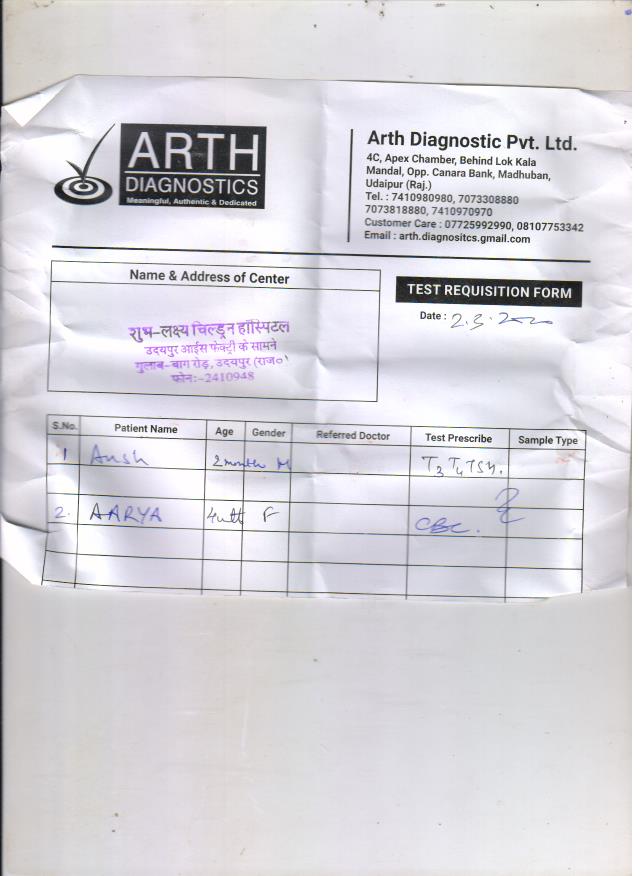 ARTH
DIAGNOSTICS
Meaningful, Authentic & Dedicated
Arth Diagnostic Pvt. Ltd.
4C, Apex Chamber, Behind Lok Kala
Mandal, Opp. Canara Bank, Madhuban,
Udaipur (Raj.)
Tel. : 7410980980, 7073308880
7073818880, 7410970970
Customer Care : 07725992990, 08107753342
Email : arth.diagnositcs.gmail.com
Name & Address of Center
TEST REQUISITION FORM
Date : 2.3.2020
शुभ-लक्ष्य चिल्ड्रन हॉस्पिटल
उदयपुर आईस फेक्ट्री के सामने
गुलाब-बाग रोड़, उदयपुर (राज०)
फोन:-2410948
S.No. Patient Name Age Gender Referred Doctor Test Prescribe Sample Type
1 Ansh 2 month M T3 T4 TSH.
2. AARYA F CBC.